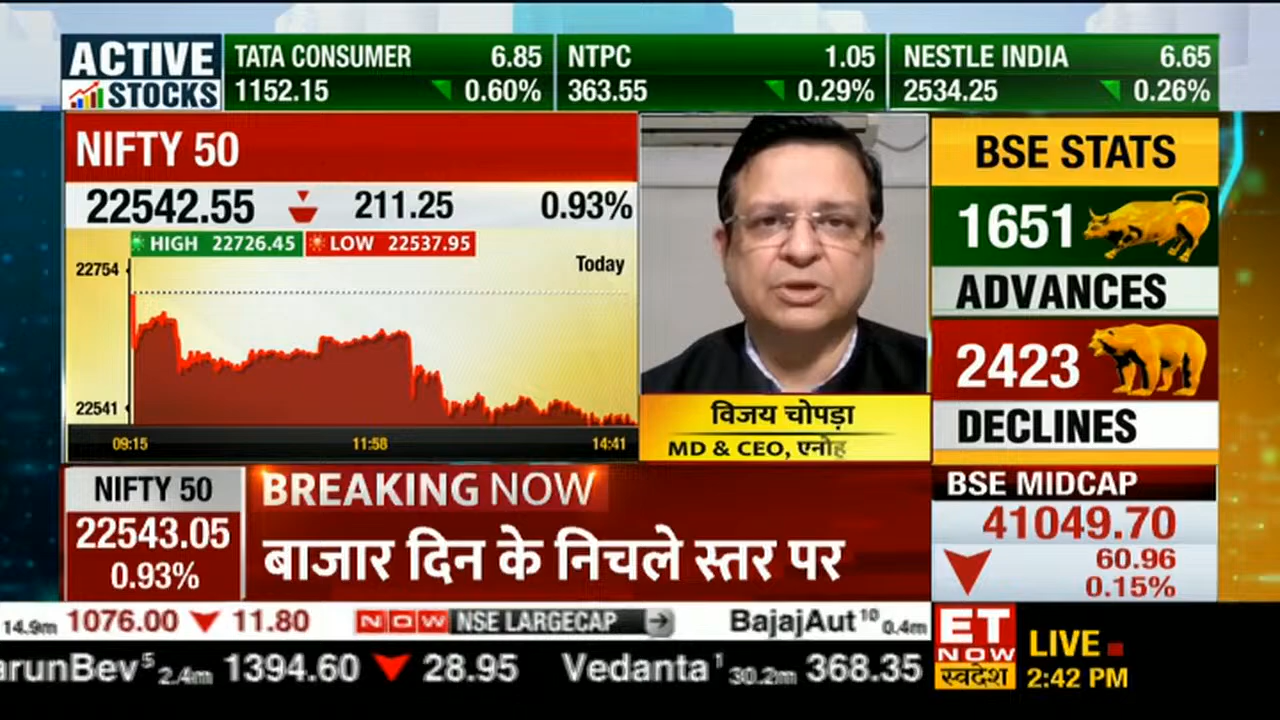 ACTIVE
STOCKS
TATA CONSUMER 6.85
1152.15 0.60%
NTPC 1.05
363.55 0.29%
NESTLE INDIA 6.65
2534.25 0.26%
NIFTY 50
22542.55 211.25 0.93%
HIGH 22726.45 LOW 22537.95
Today
22754
22541
09:15 11:58 14:41
विजय चोपड़ा
MD & CEO, एनोह
BSE STATS
1651
ADVANCES
2423
DECLINES
BSE MIDCAP
41049.70
60.96
0.15%
NIFTY 50
22543.05
0.93%
BREAKING NOW
बाजार दिन के निचले स्तर पर
14.9m 1076.00 11.80 NOW NSE LARGECAP BajajAut 10 0.4m
arunBev 5 2.4m 1394.60 28.95 Vedanta 1 30.2m 368.35
ET
NOW
स्वदेश
LIVE
2:42 PM